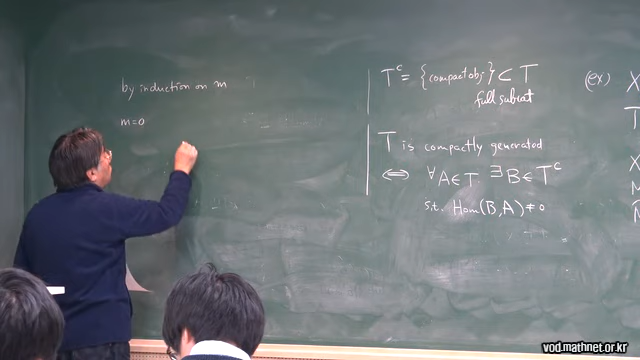 by induction on m
m=0
T^c = {compact obj} ⊂ T
full subcat
T is compactly generated
⇔ ∀A∈T ∃B∈T^c
s.t. Hom(B,A)≠0
(ex) X
T
X
M
vod.mathnet.or.kr